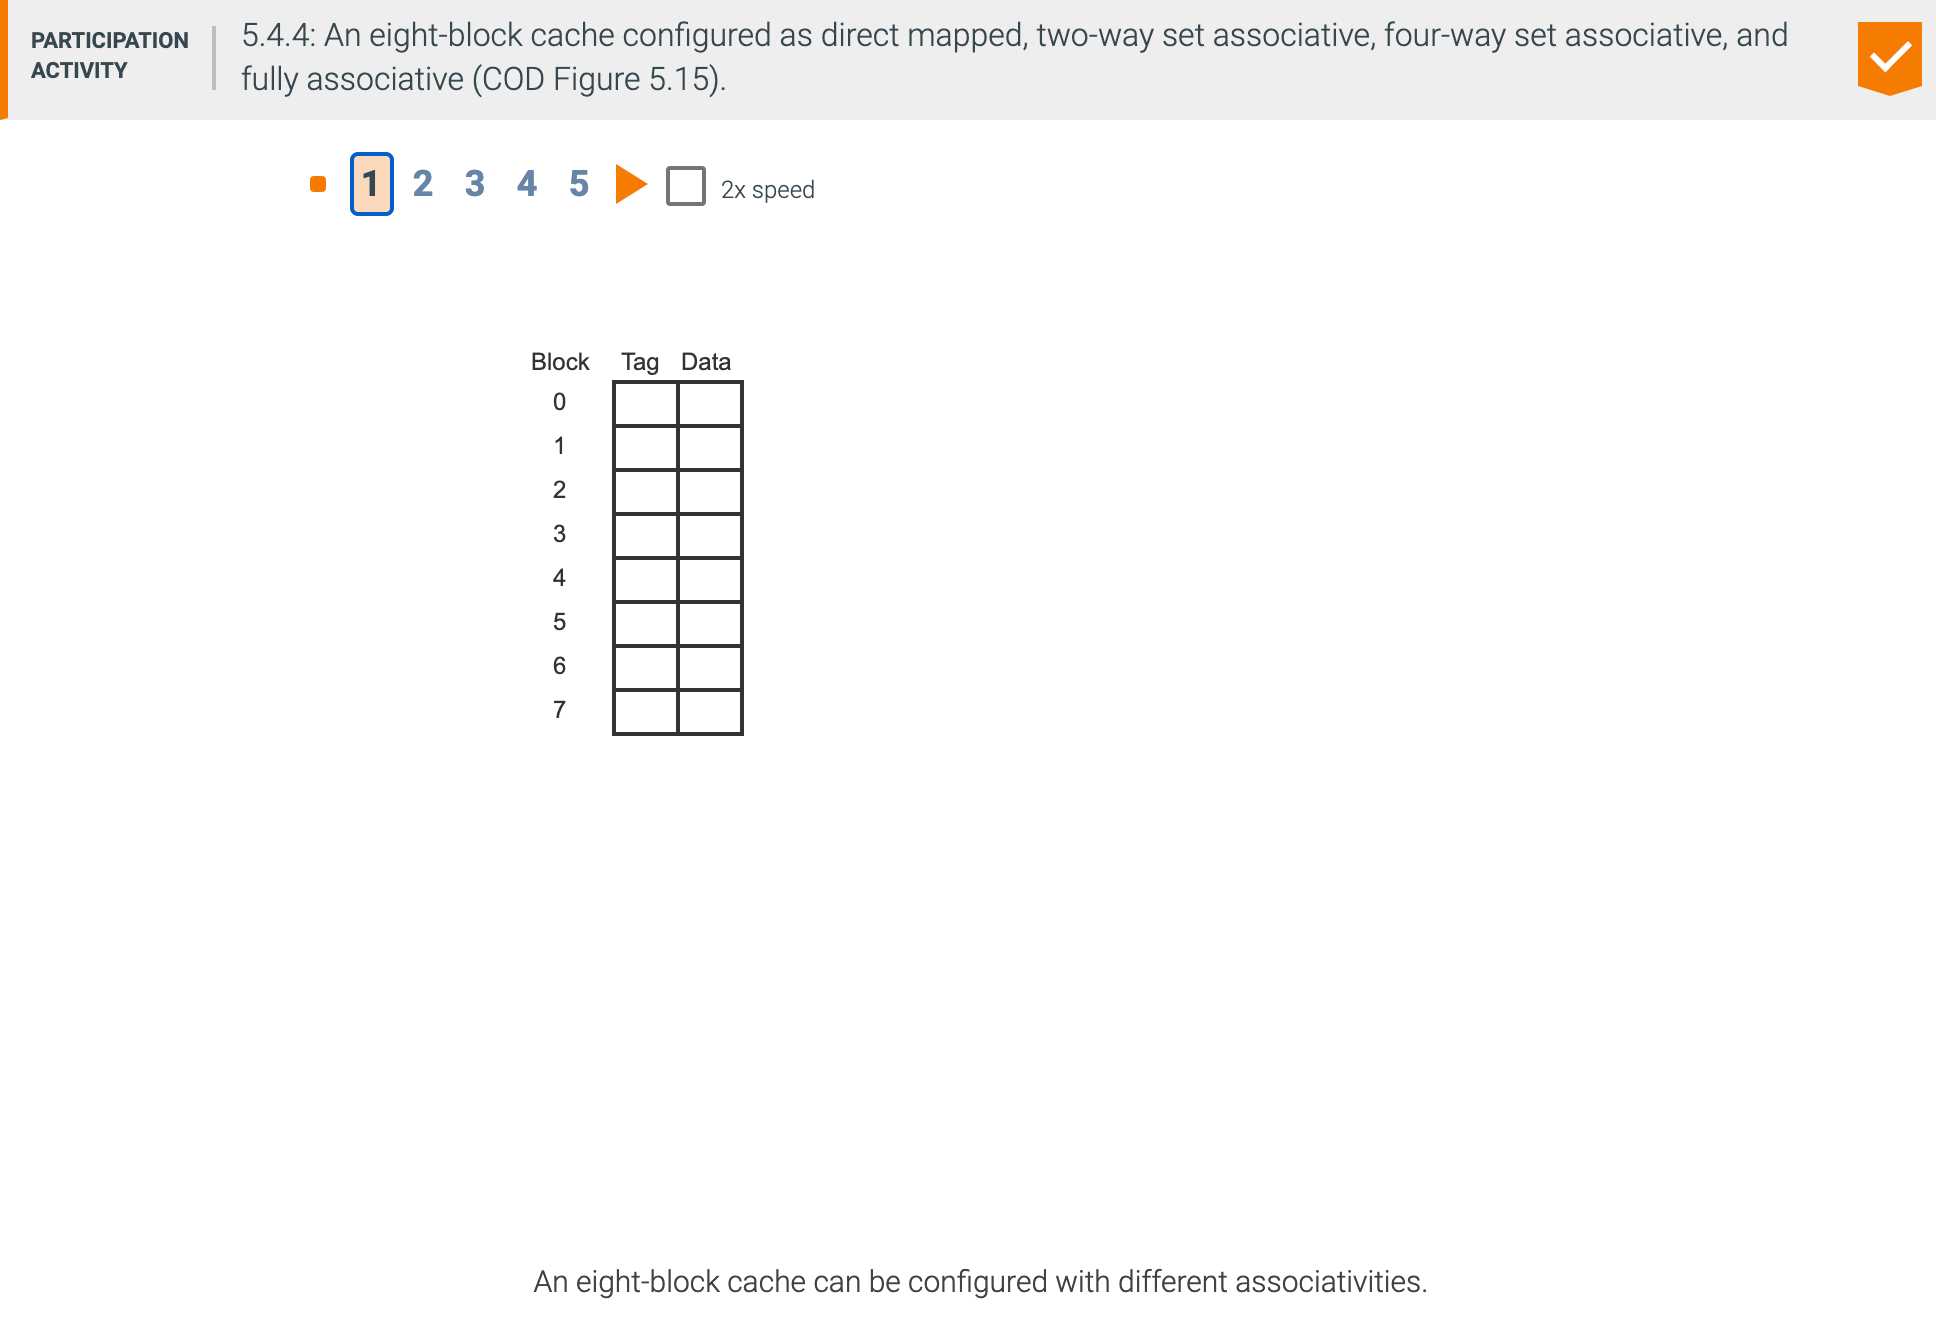 PARTICIPATION
ACTIVITY
5.4.4: An eight-block cache configured as direct mapped, two-way set associative, four-way set associative, and
fully associative (COD Figure 5.15).
1 2 3 4 5 2x speed
Block Tag Data
0
1
2
3
4
5
6
7
An eight-block cache can be configured with different associativities.